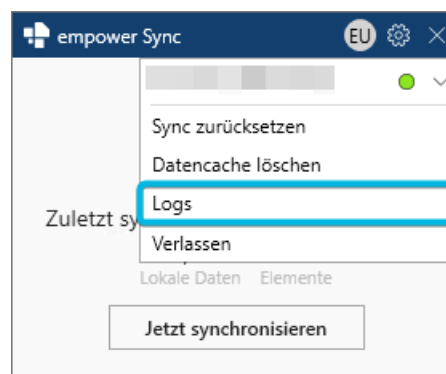 empower Sync EU
Sync zurücksetzen
Datencache löschen
Logs
Zuletzt sy
Verlassen
Lokale Daten Elemente
Jetzt synchronisieren